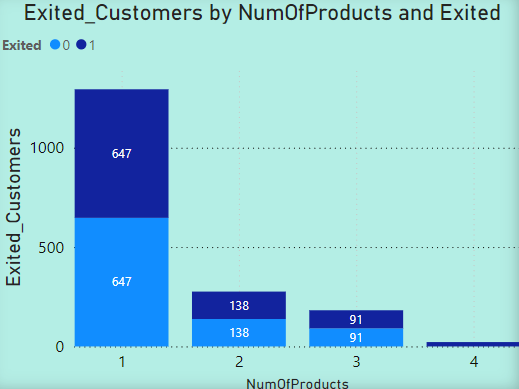 Exited_Customers by NumOfProducts and Exited
Exited 0 1
Exited_Customers
1000
500
0
647
647
138
138
91
91
1 2 3 4
NumOfProducts